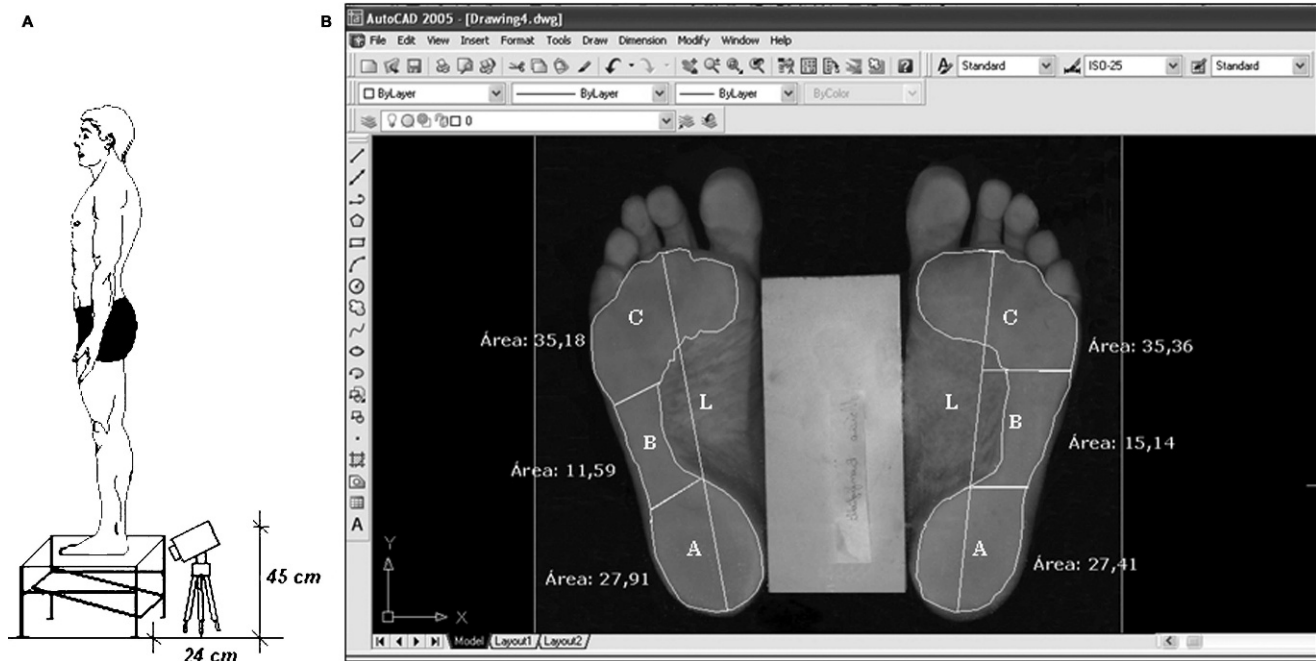 A
B
AutoCAD 2005 - [Drawing4.dwg]
File Edit View Insert Format Tools Draw Dimension Modify Window Help
Standard ISO-25 Standard
ByLayer ByLayer ByLayer ByColor
0
C
C
Área: 35,18
Área: 35,36
L
L
B
B
Área: 11,59
Área: 15,14
A
A
Área: 27,91
Área: 27,41
A
Y
X
Model Layout1 Layout2
45 cm
24 cm